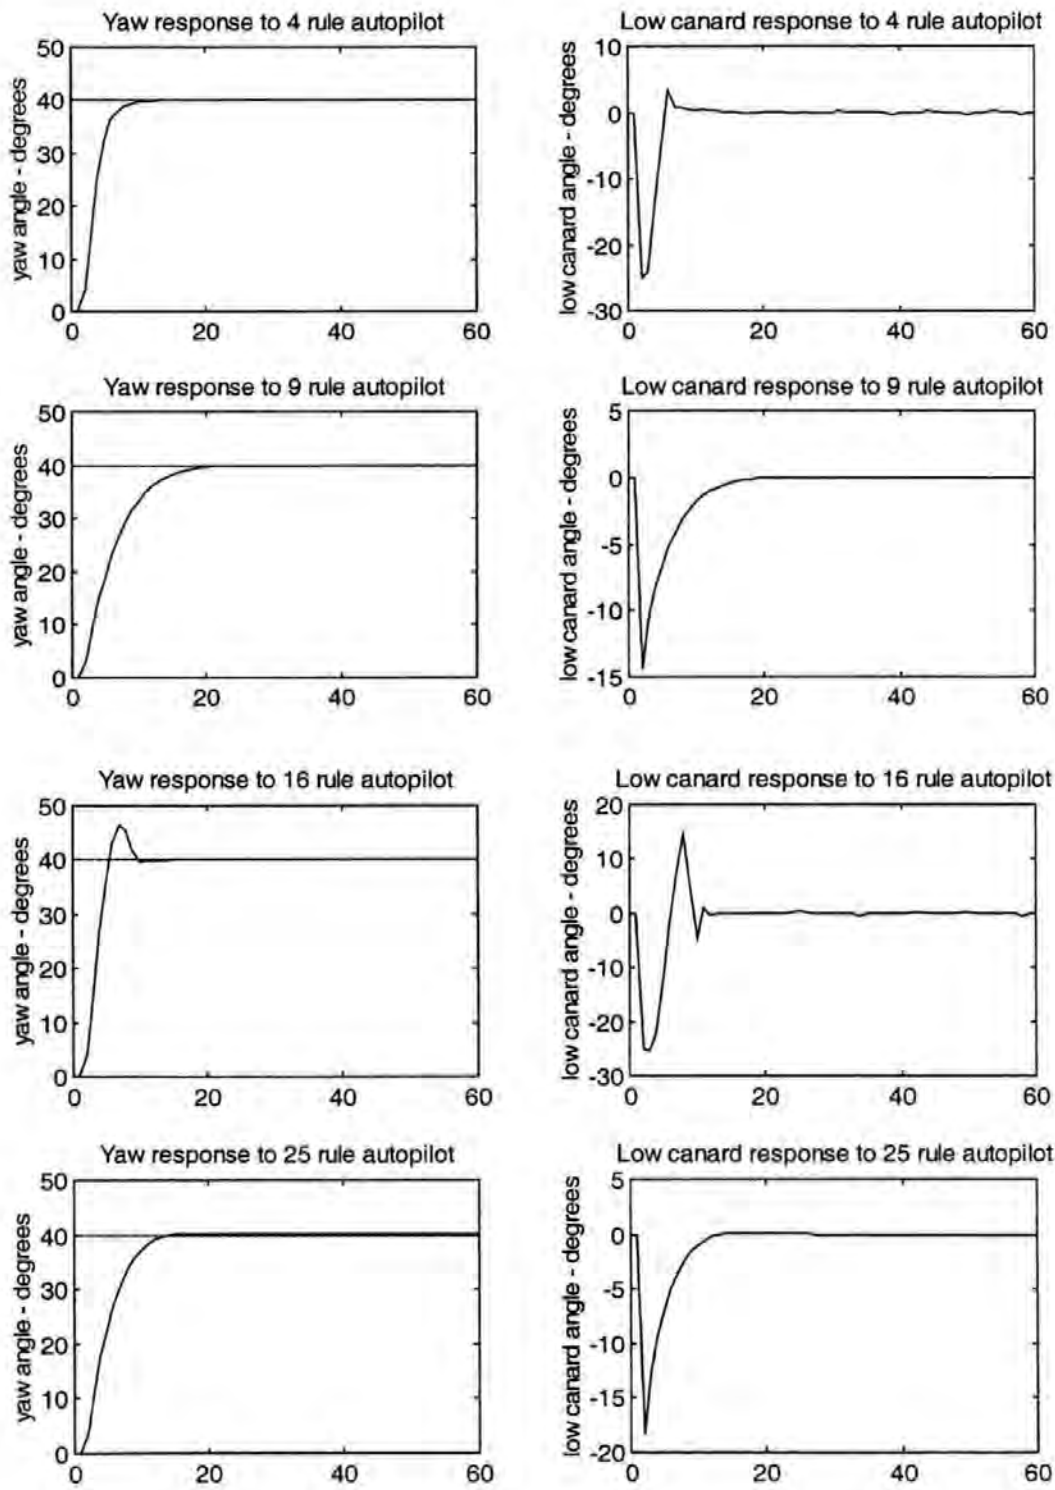 Yaw response to 4 rule autopilot
yaw angle - degrees
50
40
30
20
10
0
0 20 40 60
Low canard response to 4 rule autopilot
low canard angle - degrees
10
0
-10
-20
-30
0 20 40 60
Yaw response to 9 rule autopilot
yaw angle - degrees
50
40
30
20
10
0
0 20 40 60
Low canard response to 9 rule autopilot
low canard angle - degrees
5
0
-5
-10
-15
0 20 40 60
Yaw response to 16 rule autopilot
yaw angle - degrees
50
40
30
20
10
0
0 20 40 60
Low canard response to 16 rule autopilot
low canard angle - degrees
20
10
0
-10
-20
-30
0 20 40 60
Yaw response to 25 rule autopilot
yaw angle - degrees
50
40
30
20
10
0
0 20 40 60
Low canard response to 25 rule autopilot
low canard angle - degrees
5
0
-5
-10
-15
-20
0 20 40 60